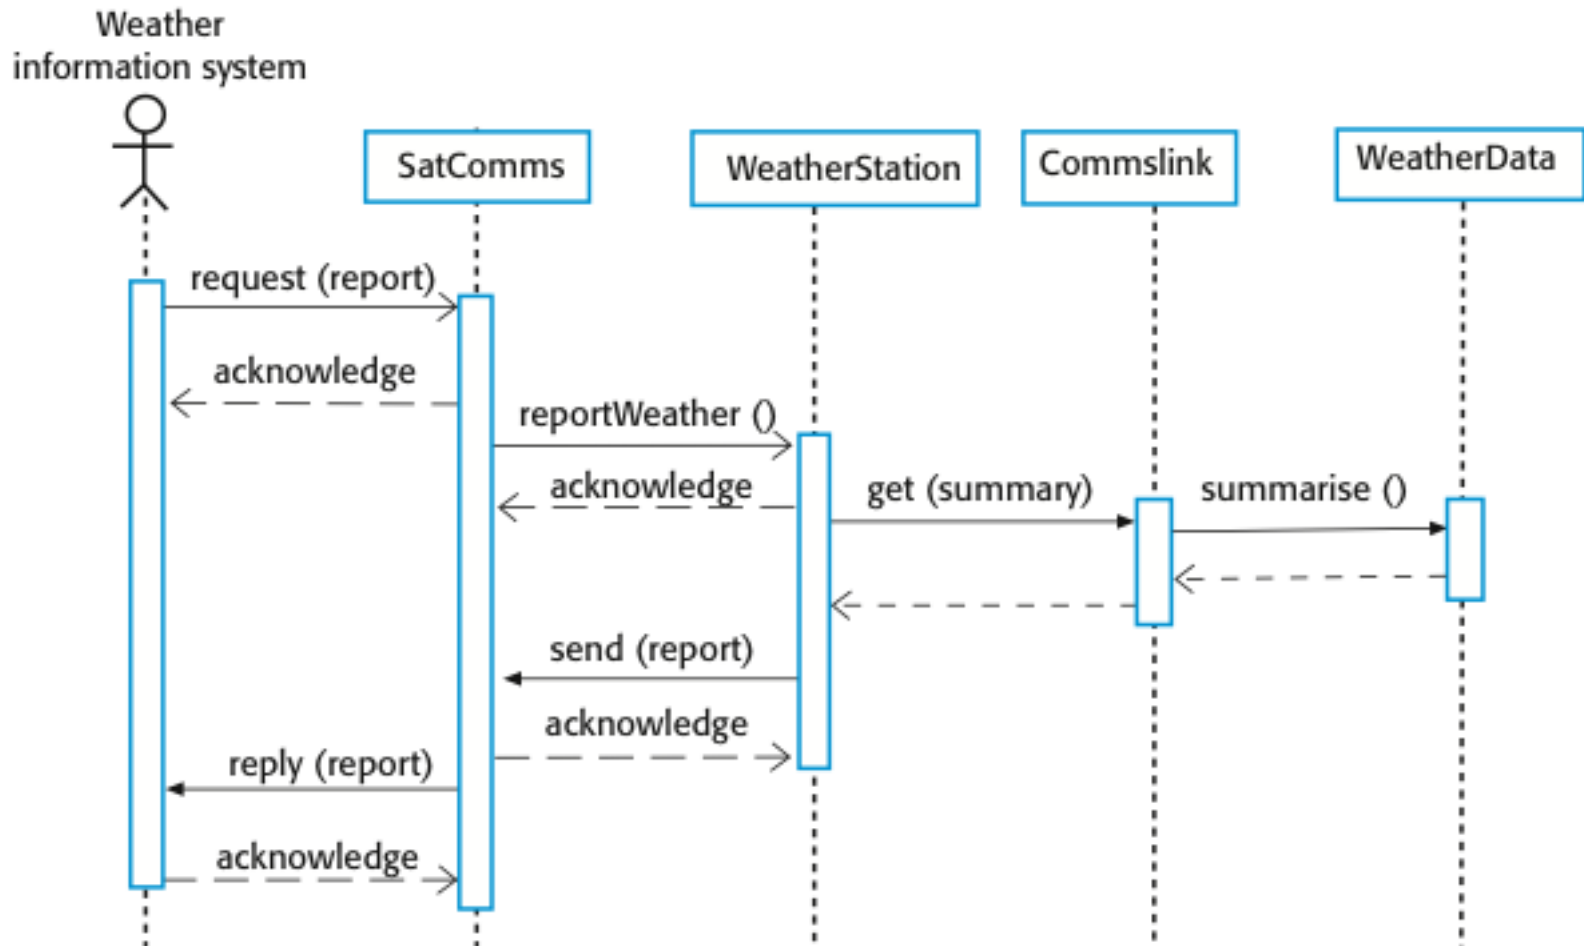 Weather
information system
SatComms
WeatherStation
Commslink
WeatherData
request (report)
acknowledge
reportWeather ()
acknowledge
get (summary)
summarise ()
send (report)
acknowledge
reply (report)
acknowledge